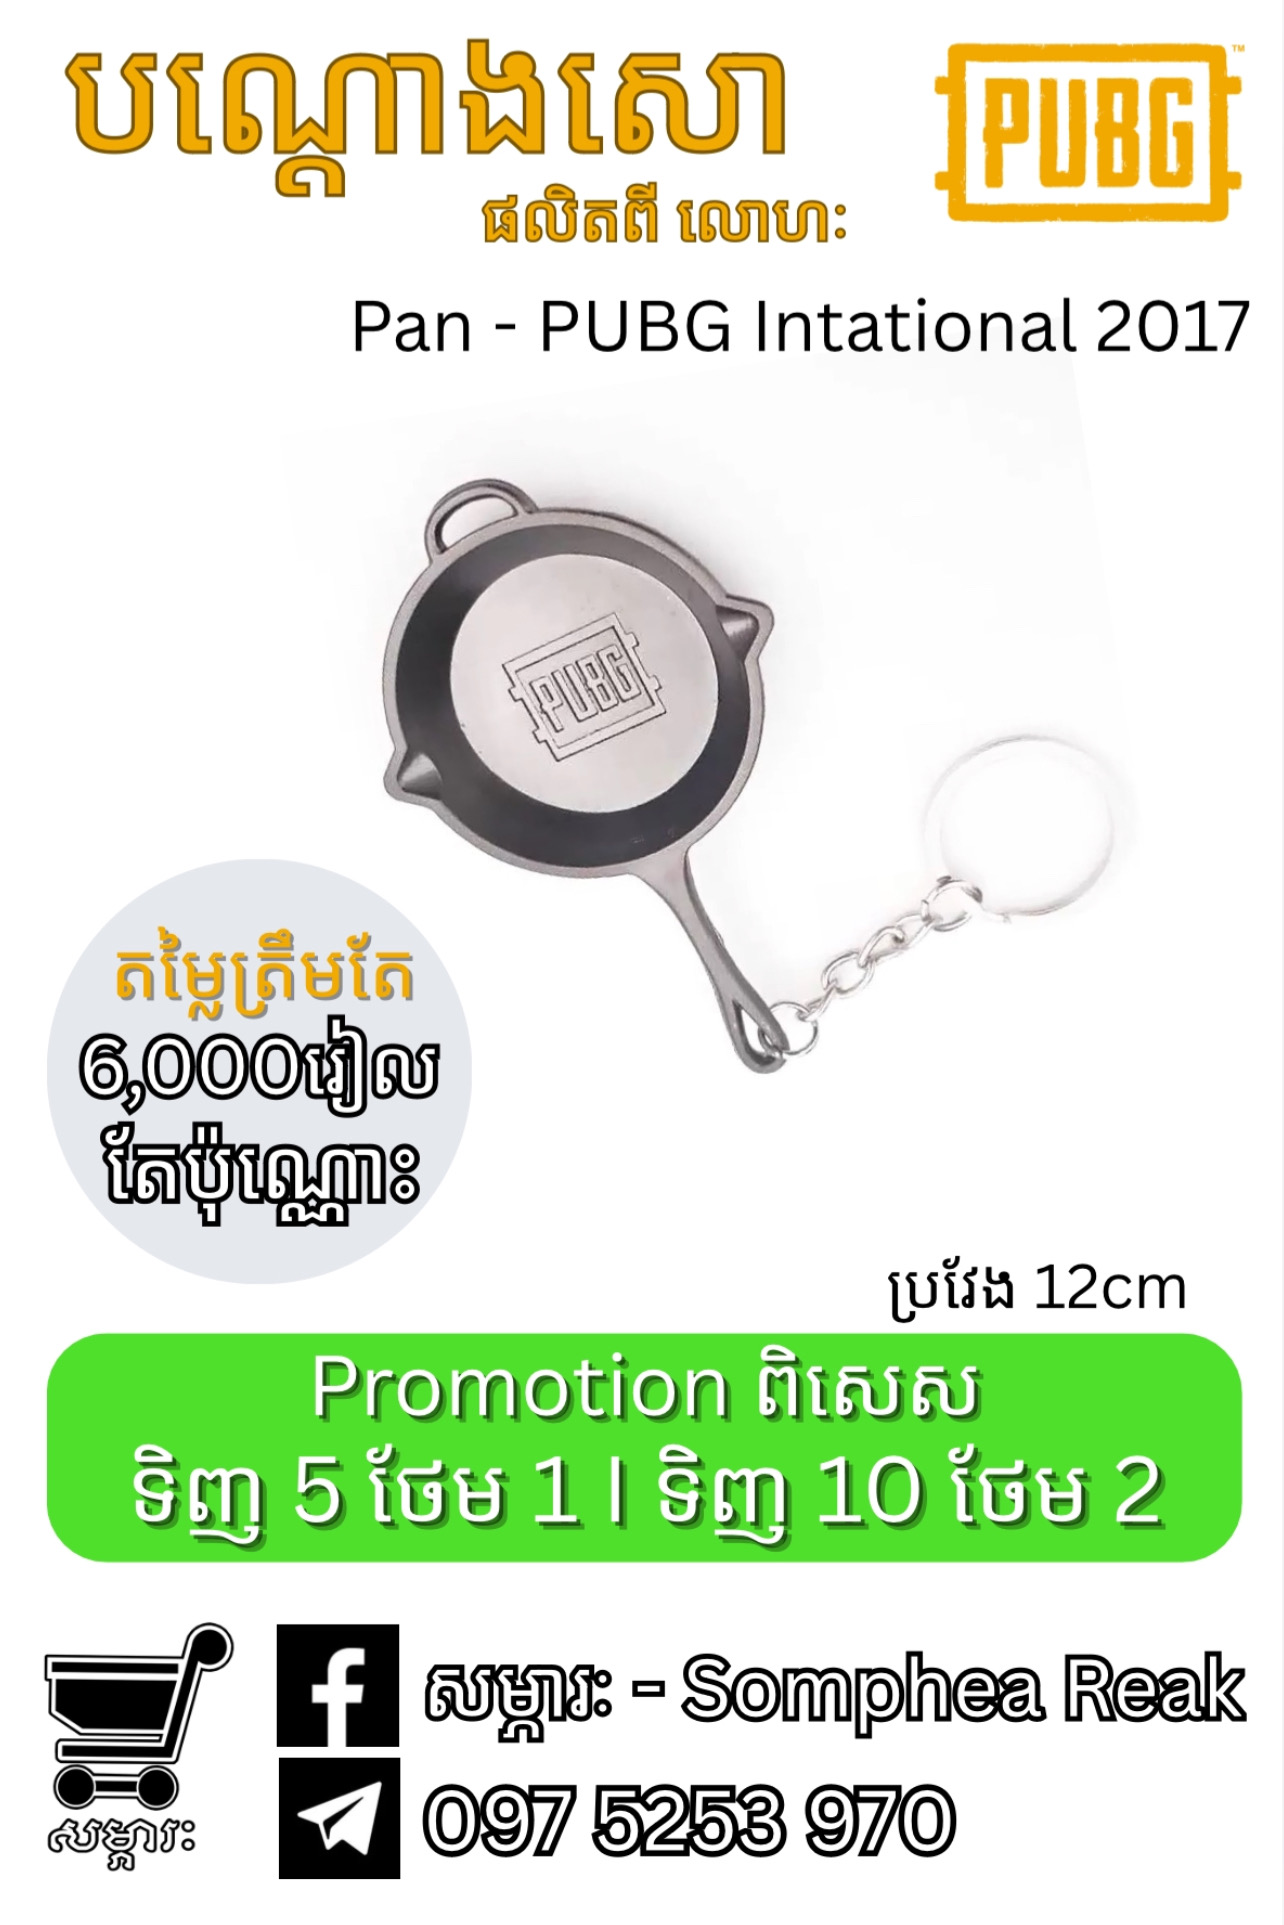 បណ្តោងសោ
PUBG™
ផលិតពី លោហៈ
Pan - PUBG Intational 2017
PUBG
តម្លៃត្រឹមតែ
6,000រៀល
តែប៉ុណ្ណោះ
ប្រវែង 12cm
Promotion ពិសេស
ទិញ 5 ថែម 1 | ទិញ 10 ថែម 2
សម្ភារៈ - Somphea Reak
097 5253 970
សម្ភារៈ